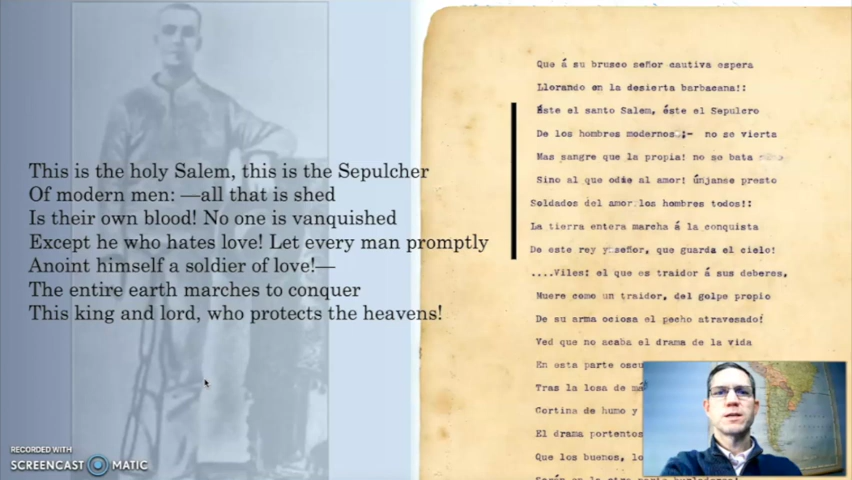 This is the holy Salem, this is the Sepulcher
Of modern men: —all that is shed
Is their own blood! No one is vanquished
Except he who hates love! Let every man promptly
Anoint himself a soldier of love!—
The entire earth marches to conquer
This king and lord, who protects the heavens!
Que á su brusco señor cautiva espera
Llorando en la desierta barbacana!:
Éste el santo Salem, éste el Sepulcro
De los hombres modernos:- no se vierta
Mas sangre que la propia! no se bata
Sino al que odie al amor! únjanse presto
Soldados del amor los hombres todos!:
La tierra entera marcha á la conquista
De este rey y señor, que guarda el cielo!
....Viles: el que es traidor á sus deberes,
Muere como un traidor, del golpe propio
De su arma ociosa el pecho atravesado!
Ved que no acaba el drama de la vida
En esta parte
Tras la losa de
Cortina de humo y
El drama
Que los buenos,
RECORDED WITH
SCREENCAST MATIC